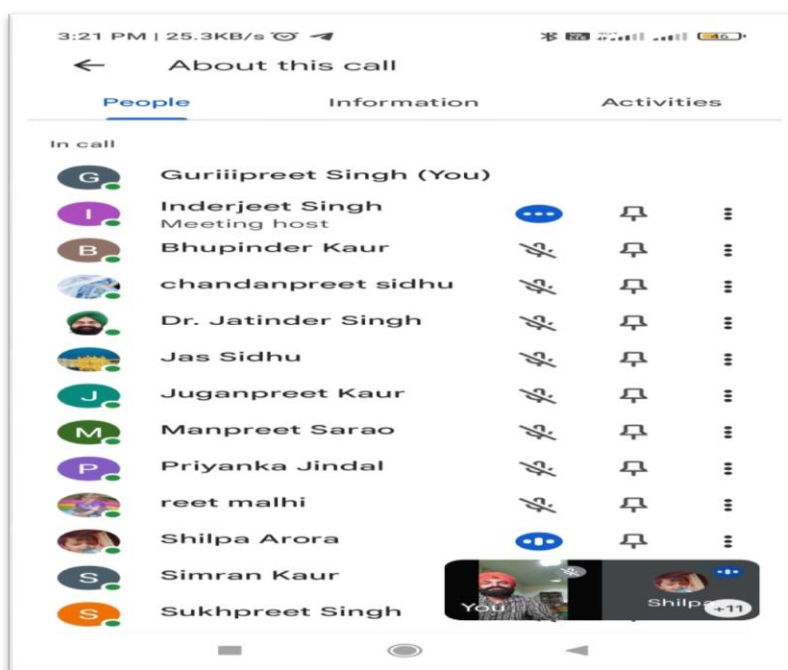 3:21 PM | 25.3KB/s
46
About this call
People Information Activities
In call
G Guriiipreet Singh (You)
I Inderjeet Singh
Meeting host
B Bhupinder Kaur
chandanpreet sidhu
Dr. Jatinder Singh
Jas Sidhu
J Juganpreet Kaur
M Manpreet Sarao
P Priyanka Jindal
reet malhi
Shilpa Arora
S Simran Kaur
S Sukhpreet Singh
You Shilpa +11